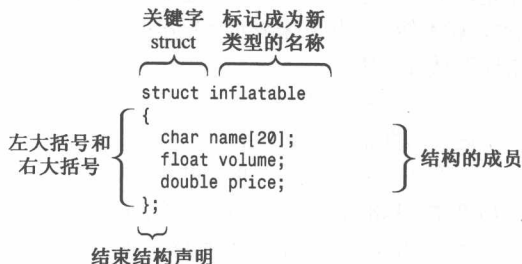 关键字 标记成为新
struct 类型的名称
struct inflatable
{
char name[20];
左大括号和
右大括号
float volume;
结构的成员
double price;
};
结束结构声明